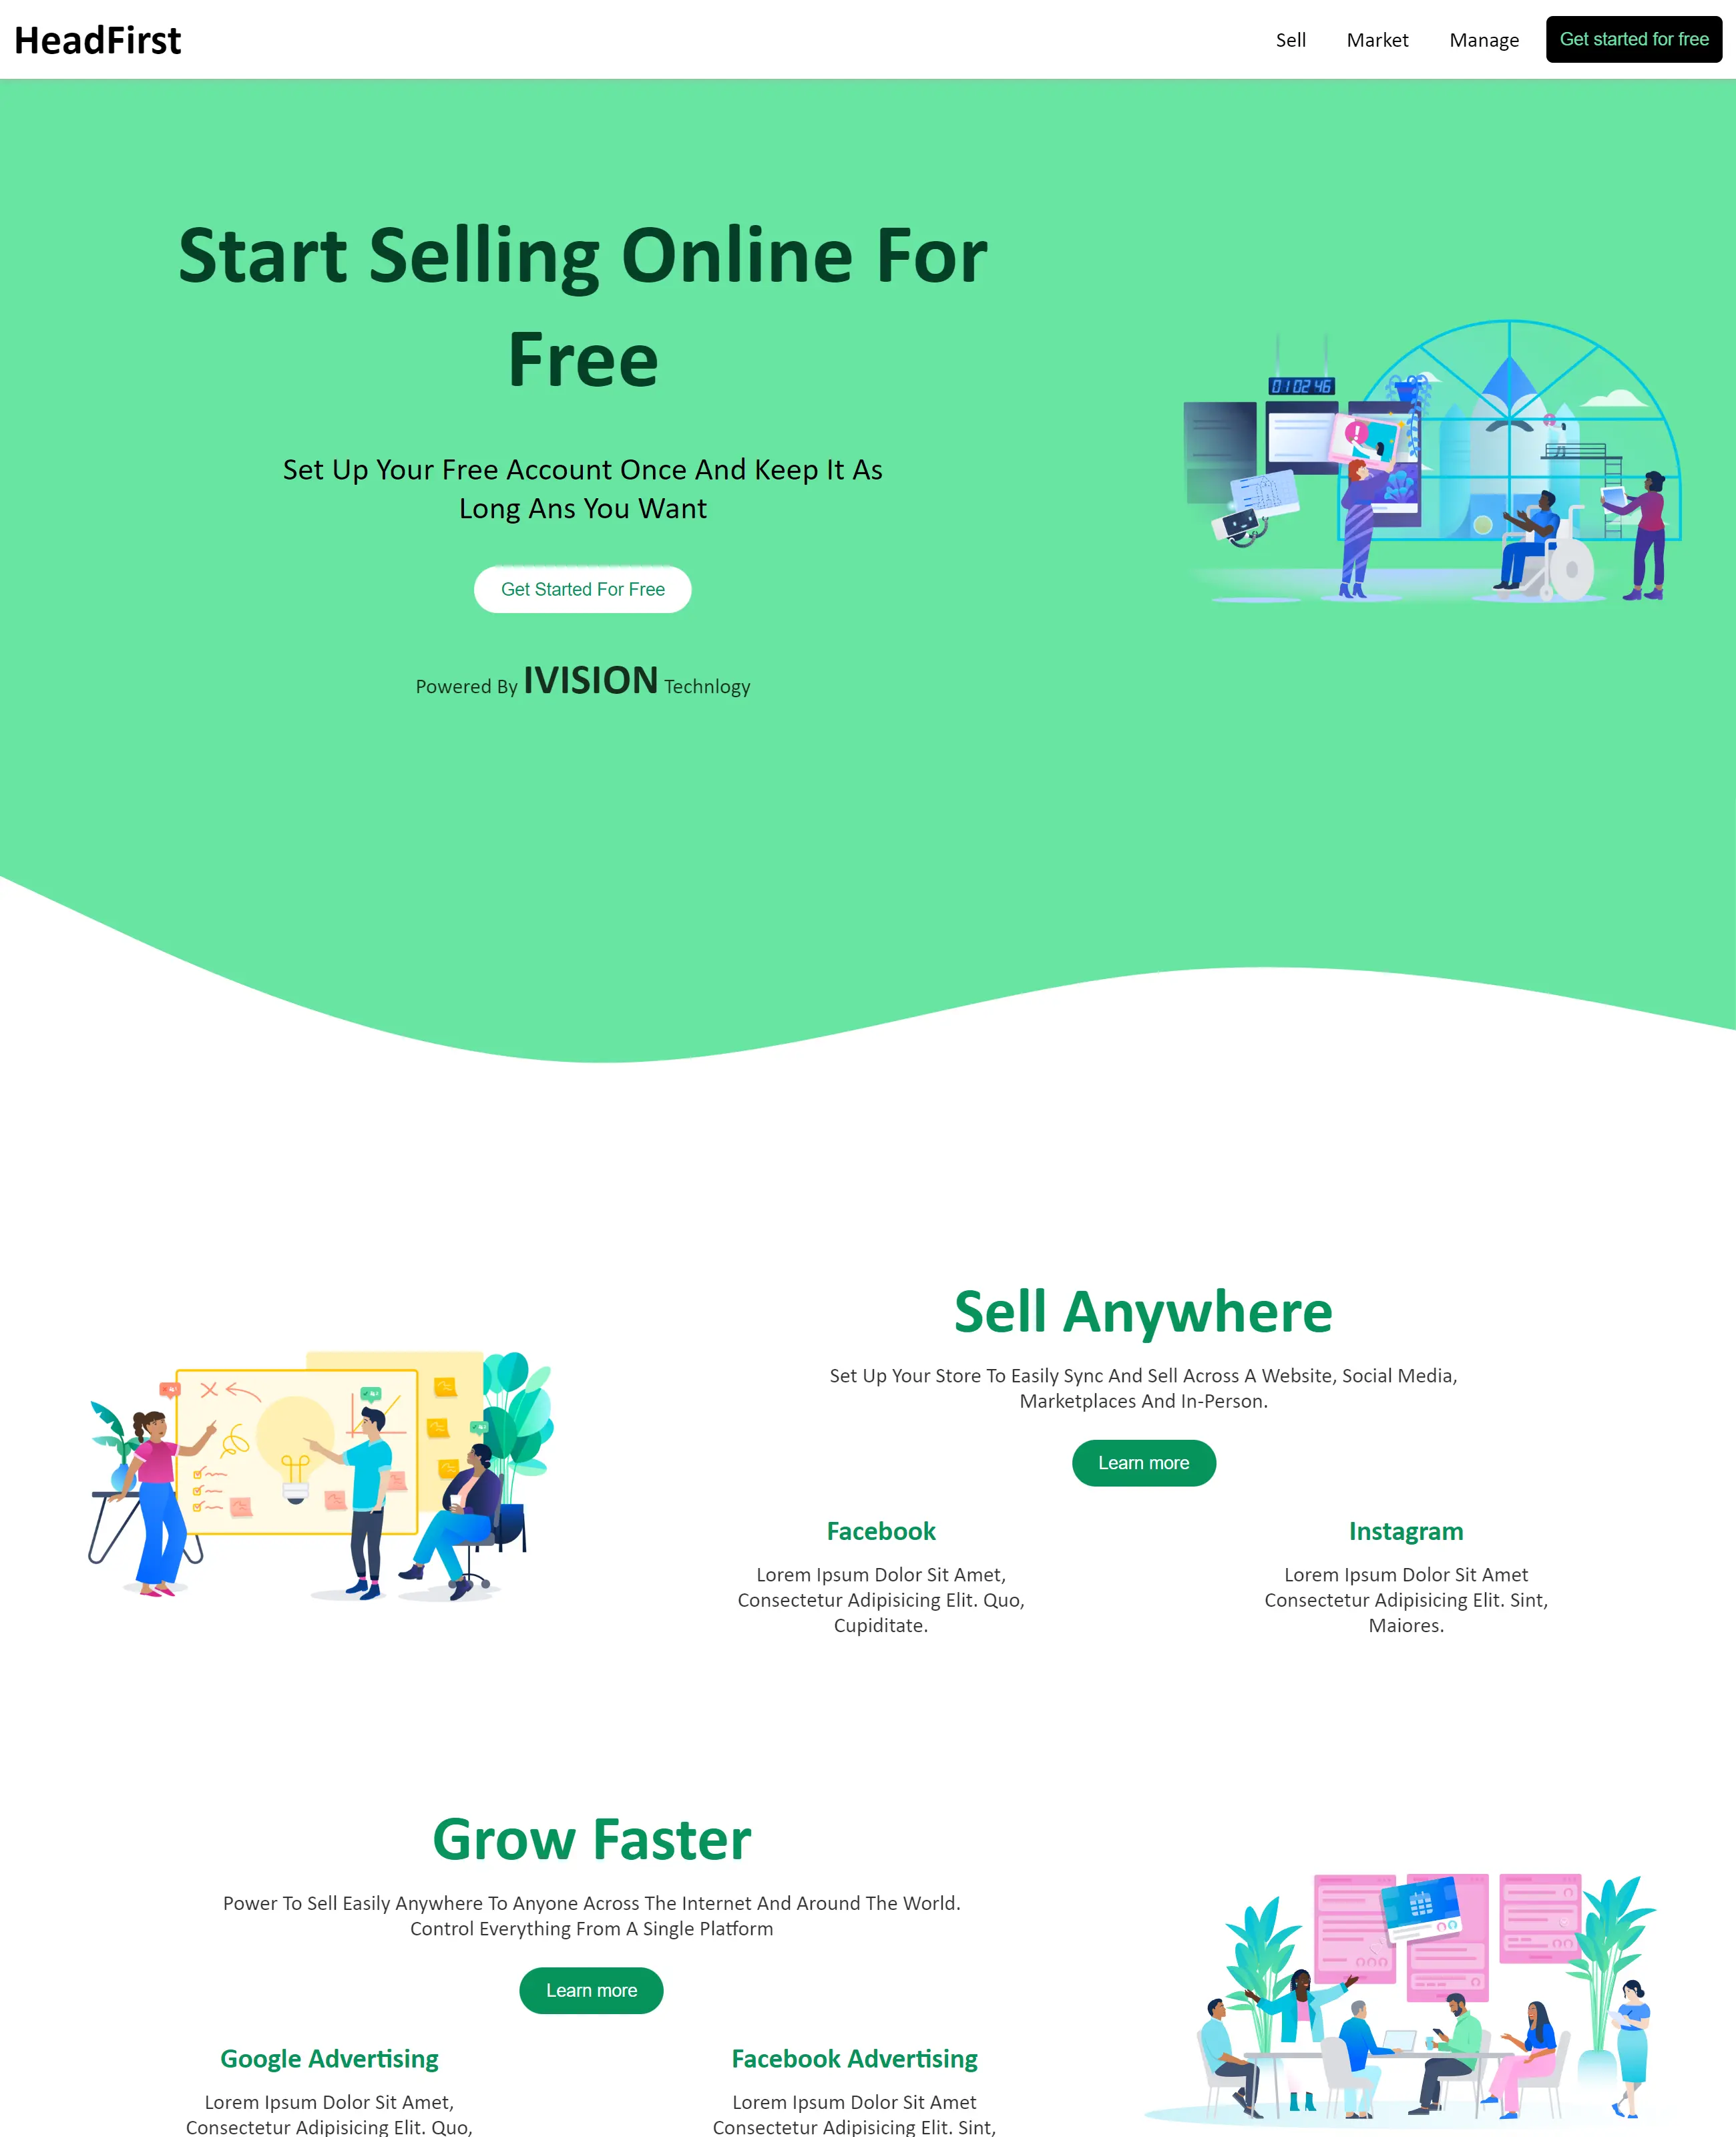 HeadFirst
Sell
Market
Manage
Get started for free
Start Selling Online For
Free
01 02 46
Set Up Your Free Account Once And Keep It As
Long Ans You Want
Get Started For Free
Powered By IVISION Technlogy
Sell Anywhere
Set Up Your Store To Easily Sync And Sell Across A Website, Social Media,
Marketplaces And In-Person.
Learn more
Facebook
Lorem Ipsum Dolor Sit Amet,
Consectetur Adipisicing Elit. Quo,
Cupiditate.
Instagram
Lorem Ipsum Dolor Sit Amet
Consectetur Adipisicing Elit. Sint,
Maiores.
Grow Faster
Power To Sell Easily Anywhere To Anyone Across The Internet And Around The World.
Control Everything From A Single Platform
Learn more
Google Advertising
Lorem Ipsum Dolor Sit Amet,
Consectetur Adipisicing Elit. Quo,
Facebook Advertising
Lorem Ipsum Dolor Sit Amet
Consectetur Adipisicing Elit. Sint,